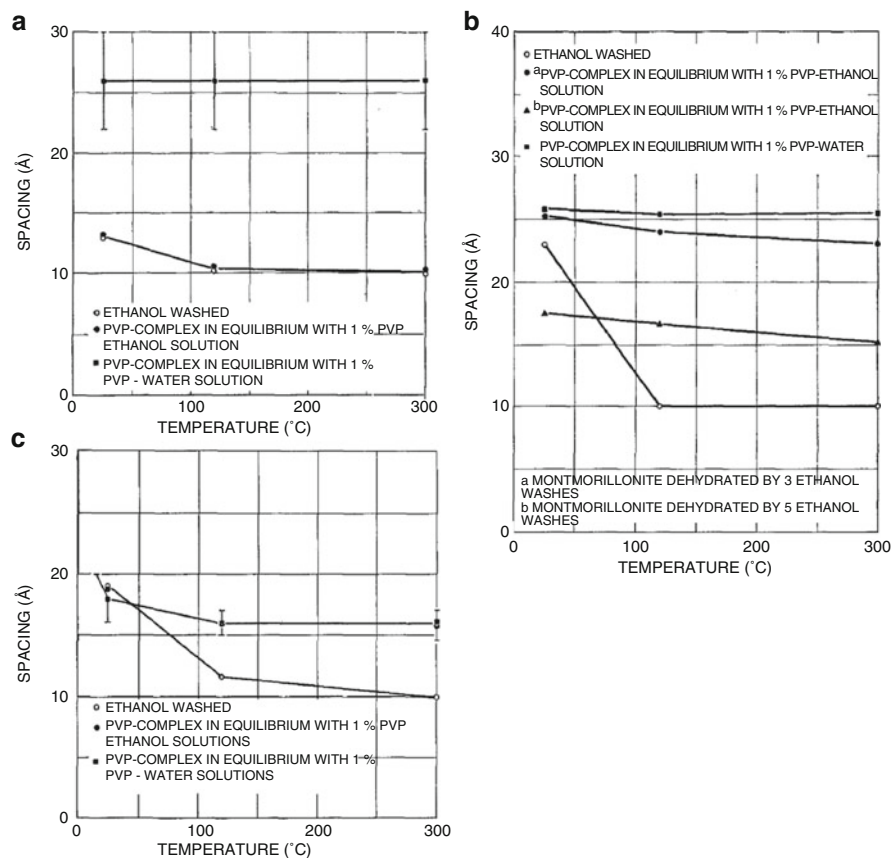 a
30
20
10
0
SPACING (Å)
○ ETHANOL WASHED
● PVP-COMPLEX IN EQUILIBRIUM WITH 1 % PVP
ETHANOL SOLUTION
■ PVP-COMPLEX IN EQUILIBRIUM WITH 1 %
PVP - WATER SOLUTION
0 100 200 300
TEMPERATURE (˚C)
b
40
30
20
10
0
SPACING (Å)
○ ETHANOL WASHED
● aPVP-COMPLEX IN EQUILIBRIUM WITH 1 % PVP-ETHANOL
SOLUTION
▲ bPVP-COMPLEX IN EQUILIBRIUM WITH 1 % PVP-ETHANOL
SOLUTION
■ PVP-COMPLEX IN EQUILIBRIUM WITH 1 % PVP-WATER
SOLUTION
a MONTMORILLONITE DEHYDRATED BY 3 ETHANOL
WASHES
b MONTMORILLONITE DEHYDRATED BY 5 ETHANOL
WASHES
0 100 200 300
TEMPERATURE (˚C)
c
30
20
10
0
SPACING (Å)
○ ETHANOL WASHED
● PVP-COMPLEX IN EQUILIBRIUM WITH 1 % PVP
ETHANOL SOLUTIONS
■ PVP-COMPLEX IN EQUILIBRIUM WITH 1 %
PVP - WATER SOLUTIONS
0 100 200 300
TEMPERATURE (˚C)